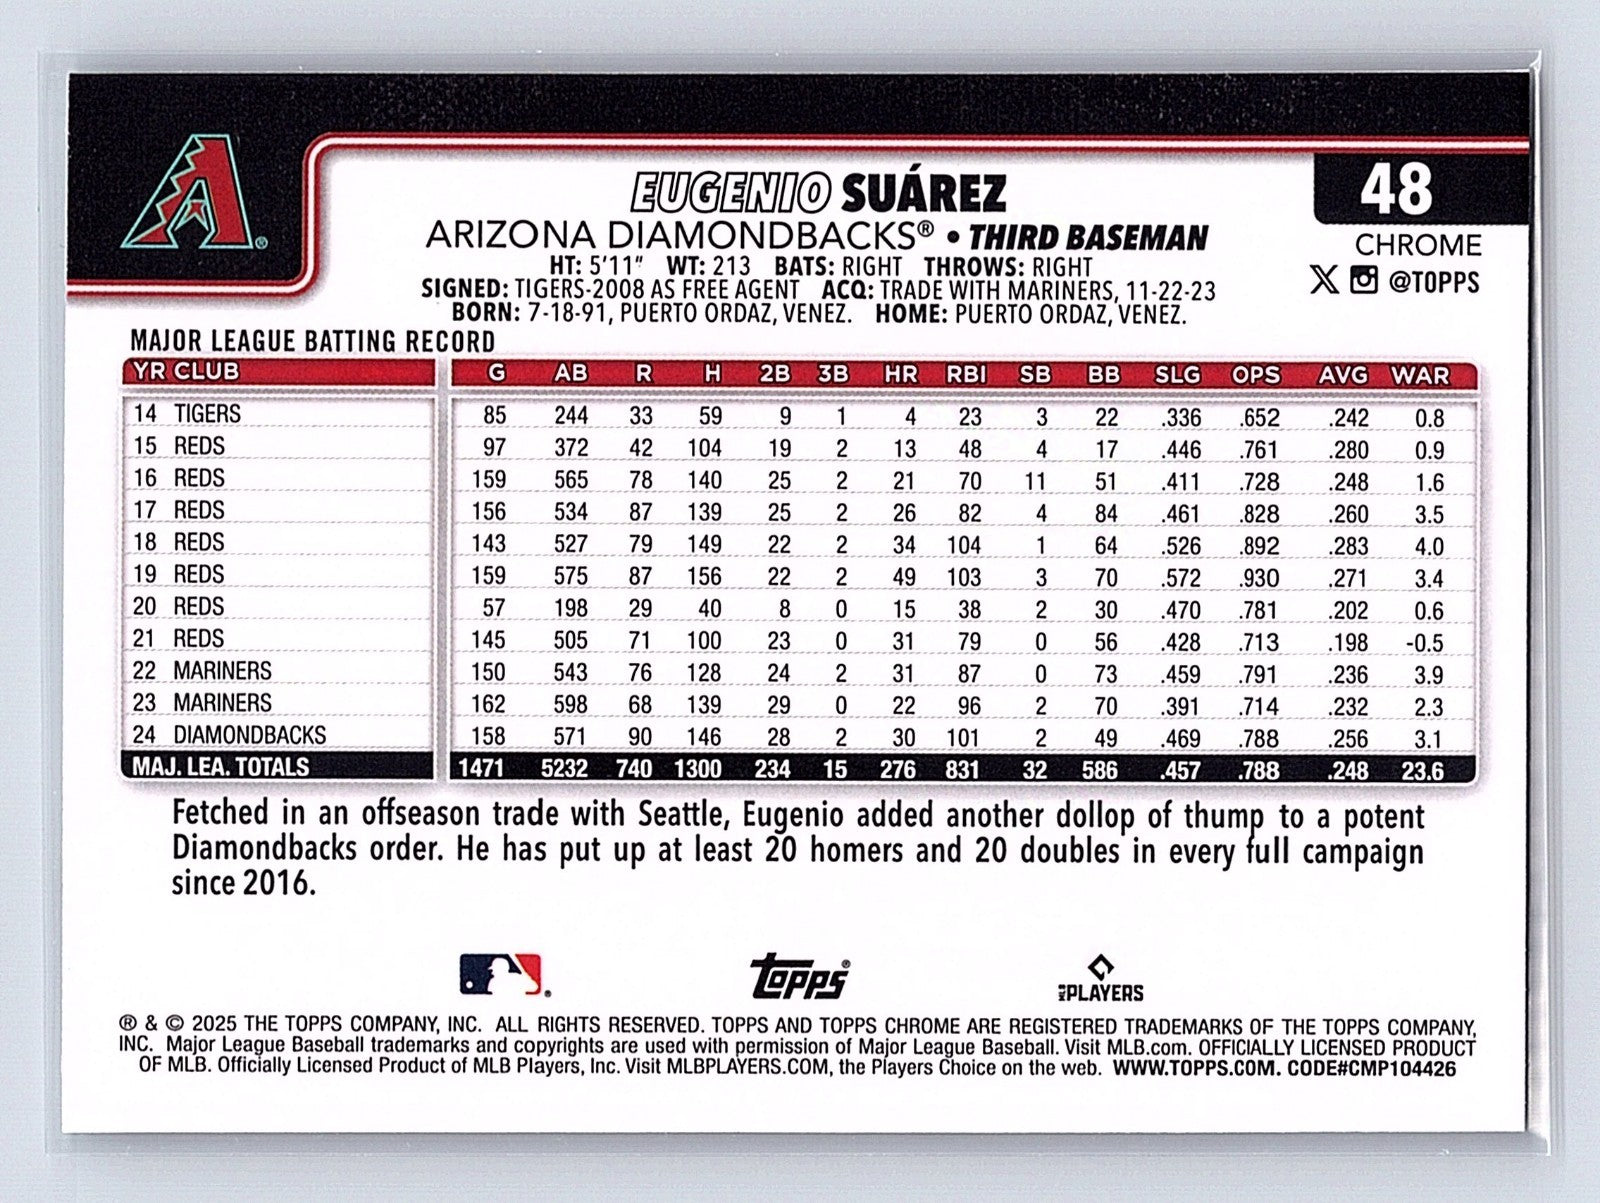 EUGENIO SUÁREZ
48
ARIZONA DIAMONDBACKS® • THIRD BASEMAN
CHROME
HT: 5'11" WT: 213 BATS: RIGHT THROWS: RIGHT
@TOPPS
SIGNED: TIGERS-2008 AS FREE AGENT ACQ: TRADE WITH MARINERS, 11-22-23
BORN: 7-18-91, PUERTO ORDAZ, VENEZ. HOME: PUERTO ORDAZ, VENEZ.
MAJOR LEAGUE BATTING RECORD
YR CLUB G AB R H 2B 3B HR RBI SB BB SLG OPS AVG WAR
14 TIGERS 85 244 33 59 9 1 4 23 3 22 .336 .652 .242 0.8
15 REDS 97 372 42 104 19 2 13 48 4 17 .446 .761 .280 0.9
16 REDS 159 565 78 140 25 2 21 70 11 51 .411 .728 .248 1.6
17 REDS 156 534 87 139 25 2 26 82 4 84 .461 .828 .260 3.5
18 REDS 143 527 79 149 22 2 34 104 1 64 .526 .892 .283 4.0
19 REDS 159 575 87 156 22 2 49 103 3 70 .572 .930 .271 3.4
20 REDS 57 198 29 40 8 0 15 38 2 30 .470 .781 .202 0.6
21 REDS 145 505 71 100 23 0 31 79 0 56 .428 .713 .198 -0.5
22 MARINERS 150 543 76 128 24 2 31 87 0 73 .459 .791 .236 3.9
23 MARINERS 162 598 68 139 29 0 22 96 2 70 .391 .714 .232 2.3
24 DIAMONDBACKS 158 571 90 146 28 2 30 101 2 49 .469 .788 .256 3.1
MAJ. LEA. TOTALS 1471 5232 740 1300 234 15 276 831 32 586 .457 .788 .248 23.6
Fetched in an offseason trade with Seattle, Eugenio added another dollop of thump to a potent
Diamondbacks order. He has put up at least 20 homers and 20 doubles in every full campaign
since 2016.
Topps®
MLB PLAYERS
® & © 2025 THE TOPPS COMPANY, INC. ALL RIGHTS RESERVED. TOPPS AND TOPPS CHROME ARE REGISTERED TRADEMARKS OF THE TOPPS COMPANY,
INC. Major League Baseball trademarks and copyrights are used with permission of Major League Baseball. Visit MLB.com. OFFICIALLY LICENSED PRODUCT
OF MLB. Officially Licensed Product of MLB Players, Inc. Visit MLBPLAYERS.COM, the Players Choice on the web. WWW.TOPPS.COM. CODE#CMP104426